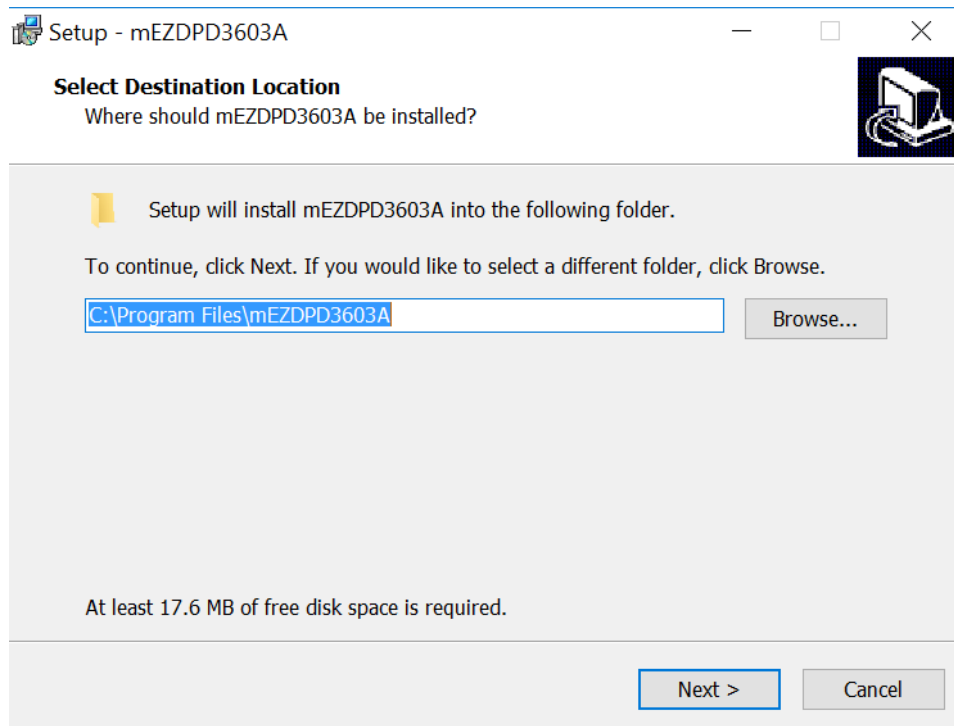 Setup - mEZDPD3603A
Select Destination Location
Where should mEZDPD3603A be installed?
Setup will install mEZDPD3603A into the following folder.
To continue, click Next. If you would like to select a different folder, click Browse.
C:\Program Files\mEZDPD3603A
Browse...
At least 17.6 MB of free disk space is required.
Next >
Cancel